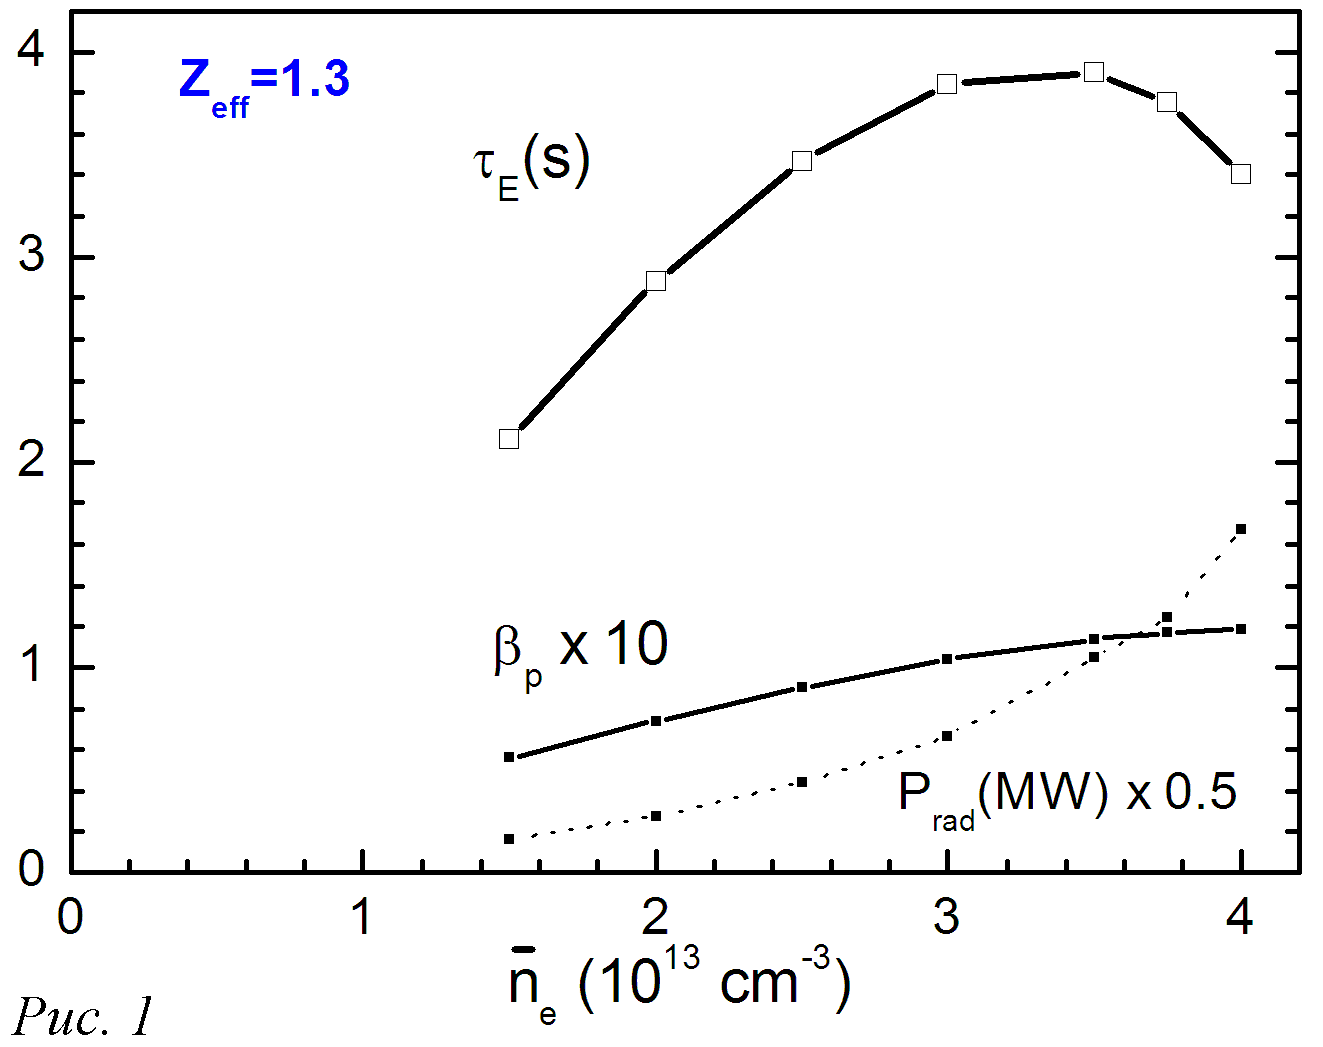 4
Z_eff=1.3
τ_E(s)
3
2
β_p x 10
1
P_rad(MW) x 0.5
0
0 1 2 3 4
n̄_e (10^13 cm^-3)
Рис. 1